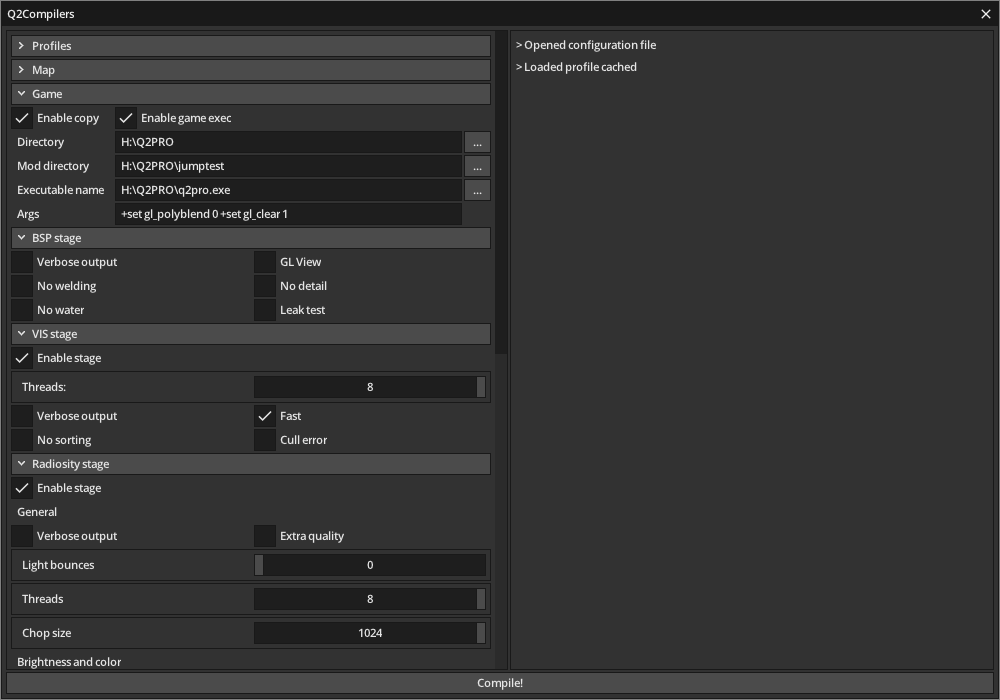 Q2Compilers
Profiles
Map
Game
Enable copy Enable game exec
Directory H:\Q2PRO ...
Mod directory H:\Q2PRO\jumptest ...
Executable name H:\Q2PRO\q2pro.exe ...
Args +set gl_polyblend 0 +set gl_clear 1
BSP stage
Verbose output GL View
No welding No detail
No water Leak test
VIS stage
Enable stage
Threads: 8
Verbose output Fast
No sorting Cull error
Radiosity stage
Enable stage
General
Verbose output Extra quality
Light bounces 0
Threads 8
Chop size 1024
Brightness and color
> Opened configuration file
> Loaded profile cached
Compile!